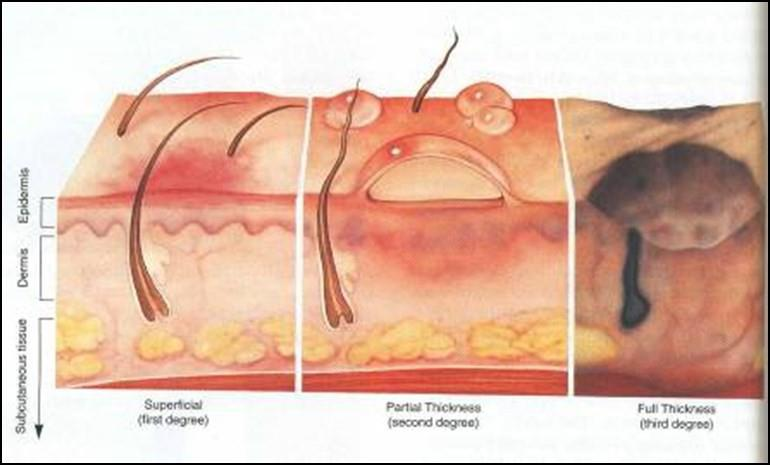 Epidermis
Dermis
Subcutaneous tissue
Superficial
(first degree)
Partial Thickness
(second degree)
Full Thickness
(third degree)